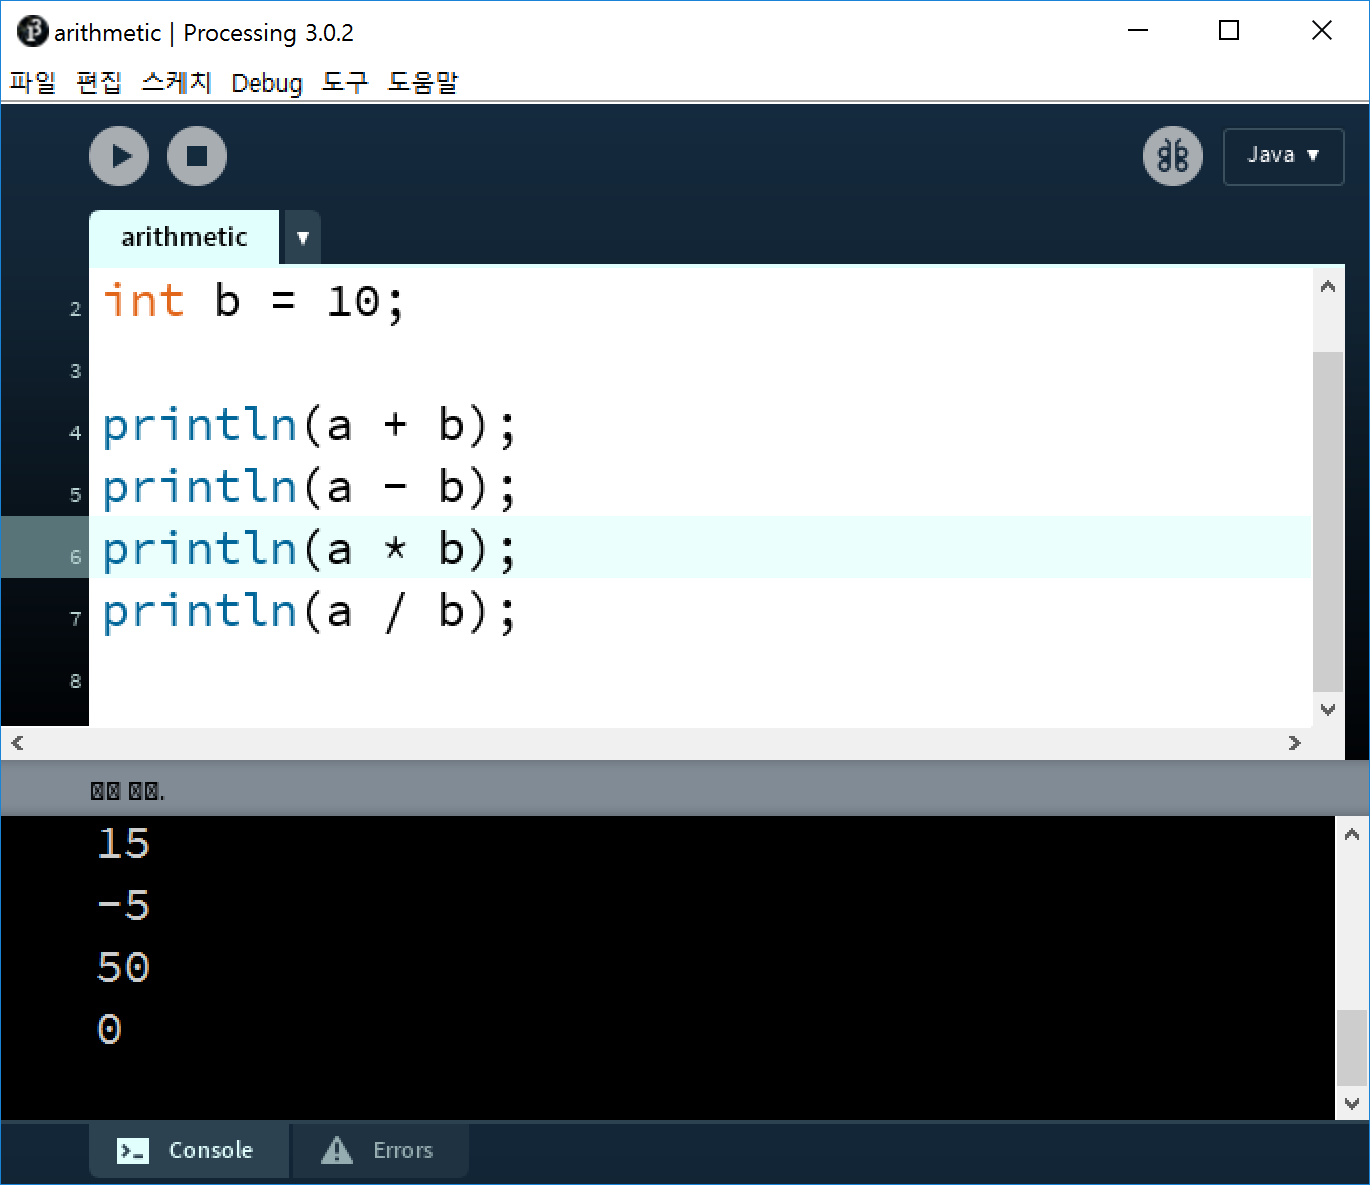 arithmetic | Processing 3.0.2
파일 편집 스케치 Debug 도구 도움말
Java ▼
arithmetic ▼
2 int b = 10;
3
4 println(a + b);
5 println(a - b);
6 println(a * b);
7 println(a / b);
8
15
-5
50
0
Console Errors